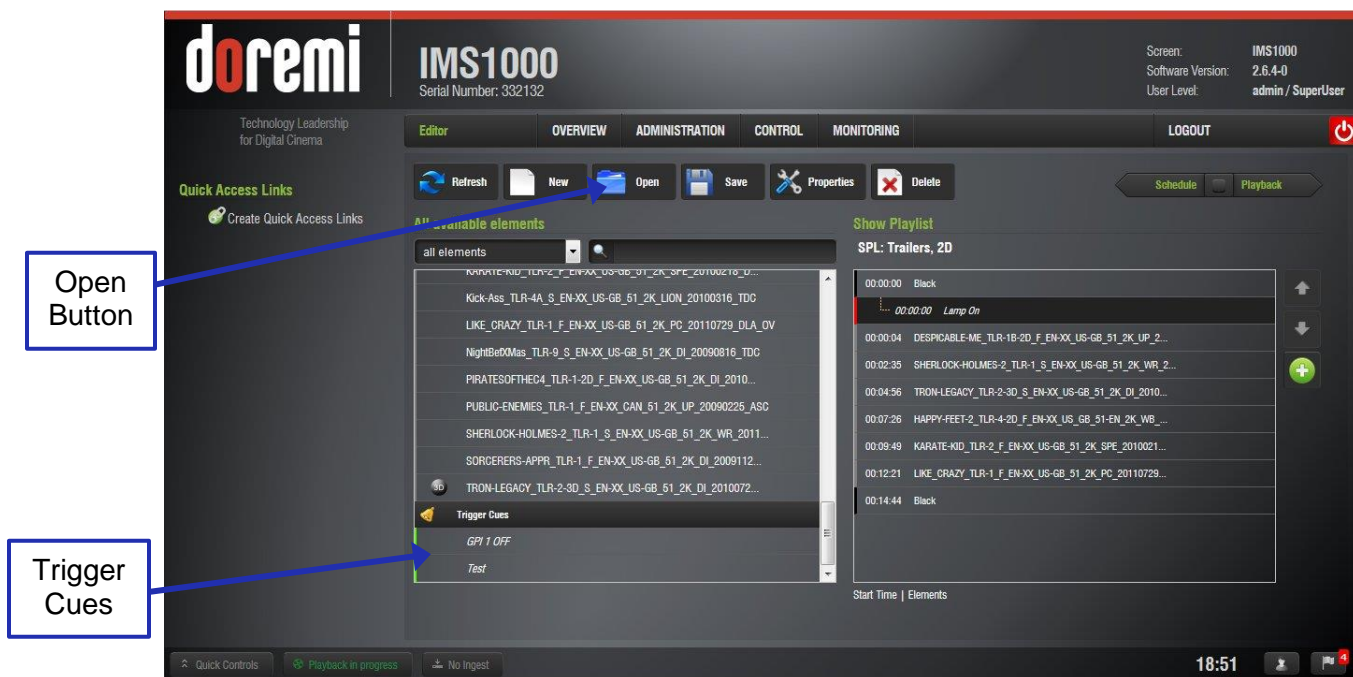 doremi
IMS1000
Serial Number: 332132
Screen: IMS1000
Software Version: 2.6.4-0
User Level: admin / SuperUser
Technology Leadership
for Digital Cinema
Editor OVERVIEW ADMINISTRATION CONTROL MONITORING LOGOUT
Quick Access Links
Create Quick Access Links
Refresh New Open Save Properties Delete
Schedule Playback
Open
Button
Trigger
Cues
All available elements
all elements
KARATE-KID_TLR-2_F_EN-XX_US-GB_51_2K_SPE_20100218_D...
Kick-Ass_TLR-4A_S_EN-XX_US-GB_51_2K_LION_20100316_TDC
LIKE_CRAZY_TLR-1_F_EN-XX_US-GB_51_2K_PC_20110729_DLA_OV
NightBefXMas_TLR-9_S_EN-XX_US-GB_51_2K_DI_20090816_TDC
PIRATESOFTHEC4_TLR-1-2D_F_EN-XX_US-GB_51_2K_DI_2010...
PUBLIC-ENEMIES_TLR-1_F_EN-XX_CAN_51_2K_UP_20090225_ASC
SHERLOCK-HOLMES-2_TLR-1_S_EN-XX_US-GB_51_2K_WR_2011...
SORCERERS-APPR_TLR-1_F_EN-XX_US-GB_51_2K_DI_2009112...
3D TRON-LEGACY_TLR-2-3D_S_EN-XX_US-GB_51_2K_DI_2010072...
Trigger Cues
GPI 1 OFF
Test
Show Playlist
SPL: Trailers, 2D
00:00:00 Black
00:00:00 Lamp On
00:00:04 DESPICABLE-ME_TLR-1B-2D_F_EN-XX_US-GB_51_2K_UP_2...
00:02:35 SHERLOCK-HOLMES-2_TLR-1_S_EN-XX_US-GB_51_2K_WR_2...
00:04:56 TRON-LEGACY_TLR-2-3D_S_EN-XX_US-GB_51_2K_DI_2010...
00:07:26 HAPPY-FEET-2_TLR-4-2D_F_EN-XX_US_GB_51-EN_2K_WB_...
00:09:49 KARATE-KID_TLR-2_F_EN-XX_US-GB_51_2K_SPE_2010021...
00:12:21 LIKE_CRAZY_TLR-1_F_EN-XX_US-GB_51_2K_PC_20110729...
00:14:44 Black
Start Time | Elements
Quick Controls Playback in progress No Ingest 18:51 4